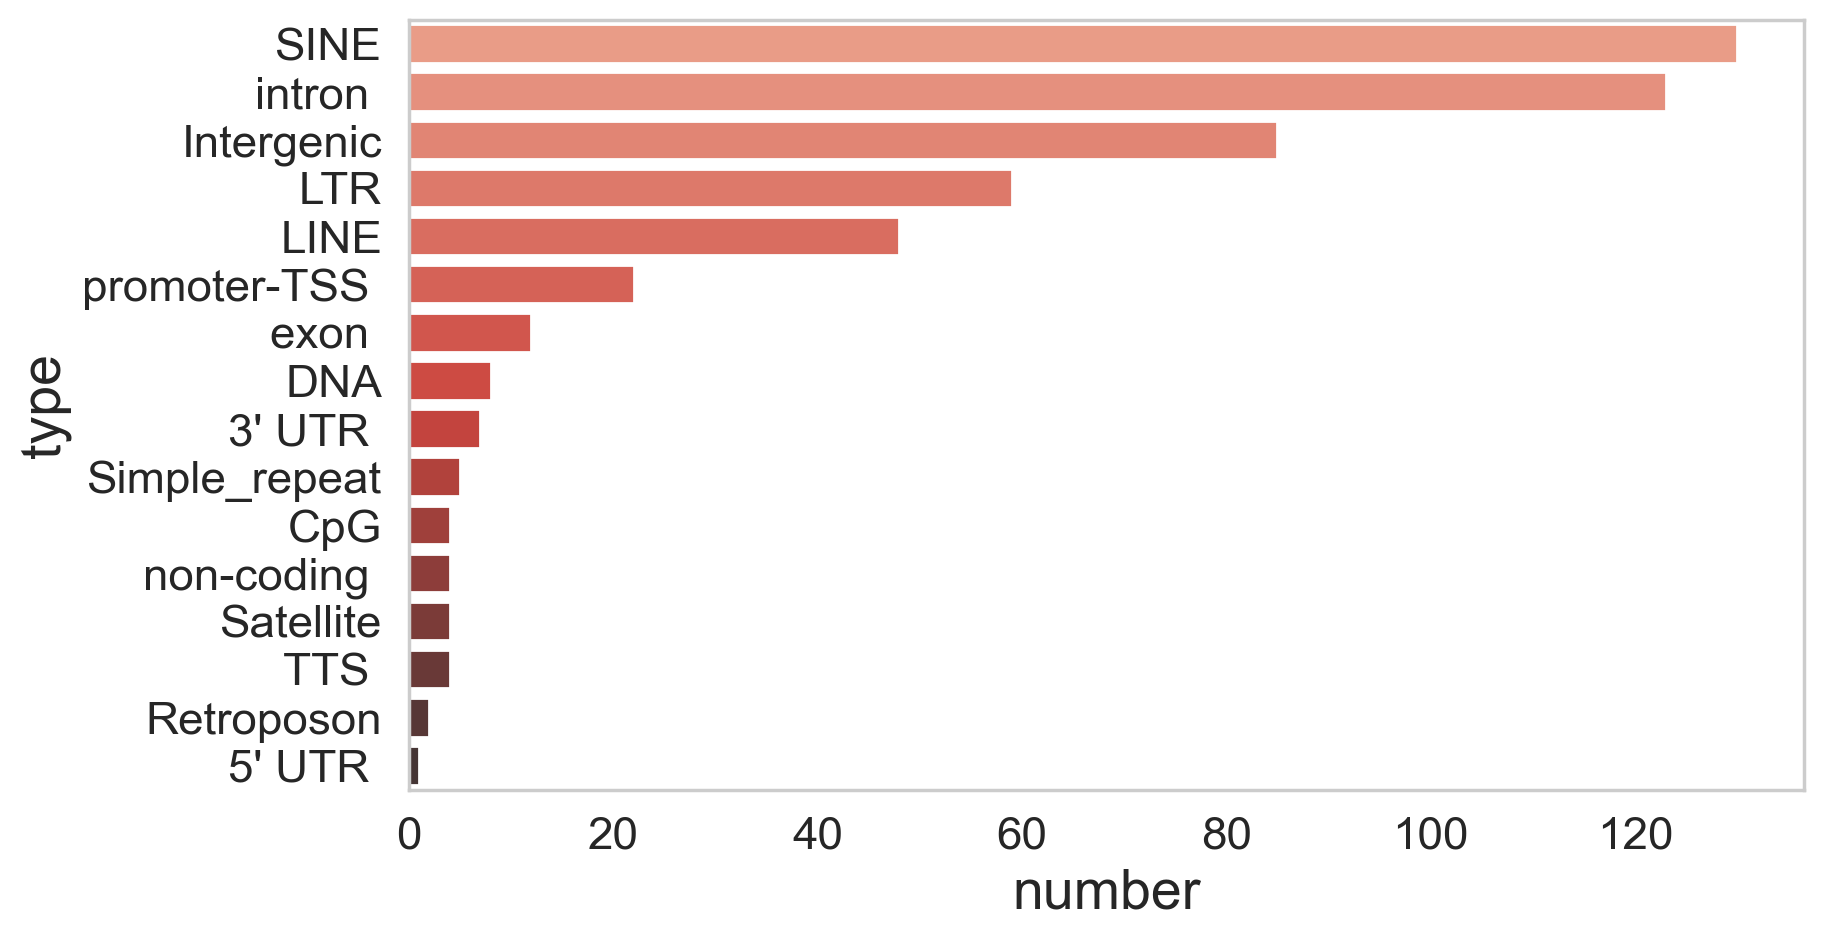 SINE
intron
Intergenic
LTR
LINE
promoter-TSS
exon
DNA
3' UTR
Simple_repeat
CpG
non-coding
Satellite
TTS
Retroposon
5' UTR
type
0 20 40 60 80 100 120
number